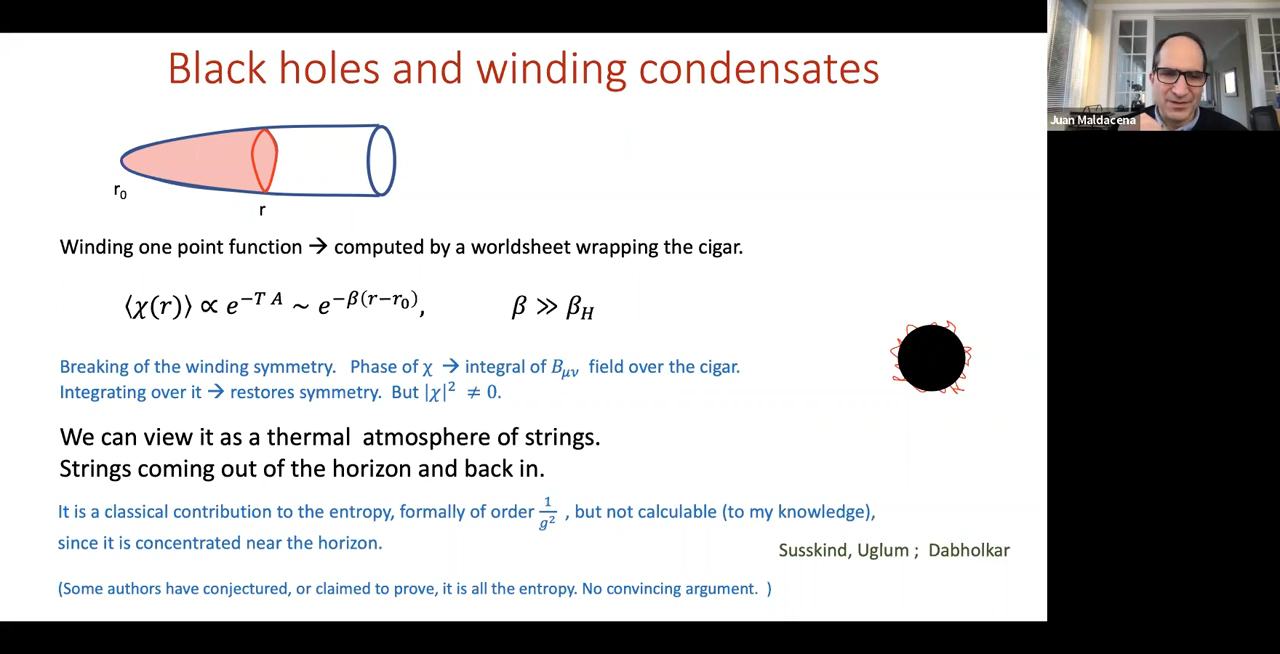 Black holes and winding condensates
Juan Maldacena
r₀
r
Winding one point function → computed by a worksheet wrapping the cigar.
⟨χ(r)⟩ ∝ e^{−T A} ∼ e^{−β(r−r₀)}, β ≫ β_H
Breaking of the winding symmetry. Phase of χ → integral of B_{μν} field over the cigar.
Integrating over it → restores symmetry. But |χ|² ≠ 0.
We can view it as a thermal atmosphere of strings.
Strings coming out of the horizon and back in.
It is a classical contribution to the entropy, formally of order 1/g² , but not calculable (to my knowledge),
since it is concentrated near the horizon.
Susskind, Uglum ; Dabholkar
(Some authors have conjectured, or claimed to prove, it is all the entropy. No convincing argument. )